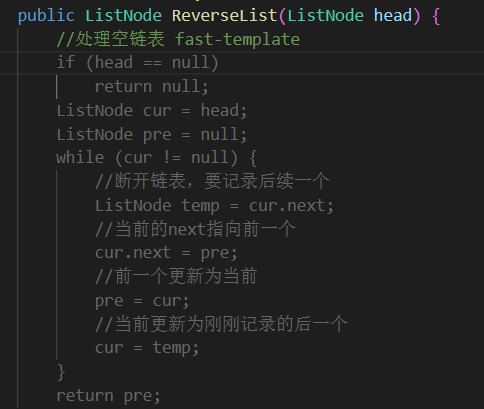 public ListNode ReverseList(ListNode head) {
    //处理空链表 fast-template
    if (head == null)
        return null;
    ListNode cur = head;
    ListNode pre = null;
    while (cur != null) {
        //断开链表，要记录后续一个
        ListNode temp = cur.next;
        //当前的next指向前一个
        cur.next = pre;
        //前一个更新为当前
        pre = cur;
        //当前更新为刚刚记录的后一个
        cur = temp;
    }
    return pre;